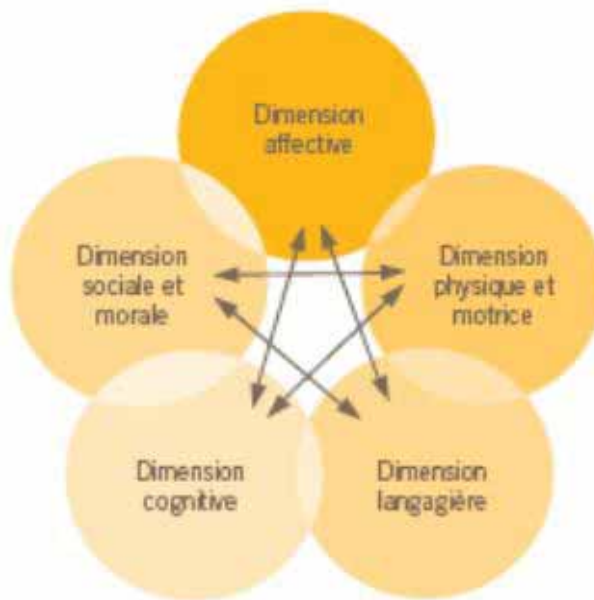 Dimension
affective
Dimension
sociale et
morale
Dimension
physique et
motrice
Dimension
cognitive
Dimension
langagière